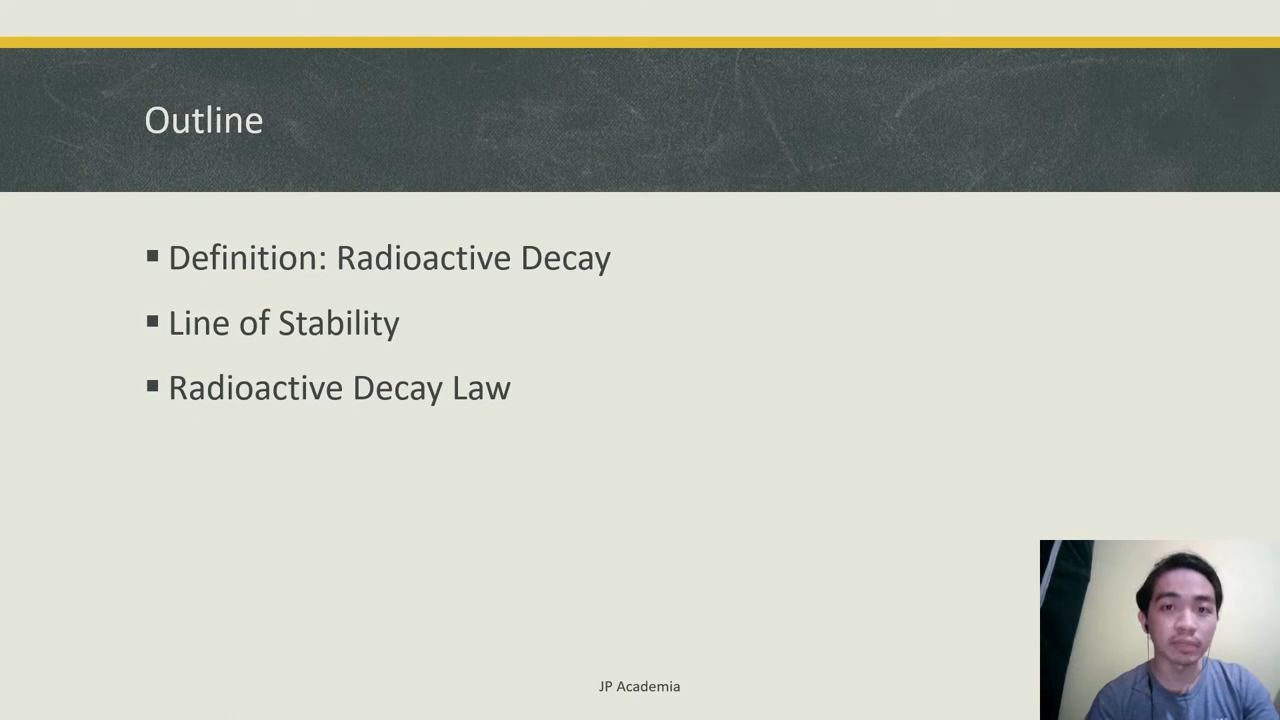 Outline
▪ Definition: Radioactive Decay
▪ Line of Stability
▪ Radioactive Decay Law
JP Academia